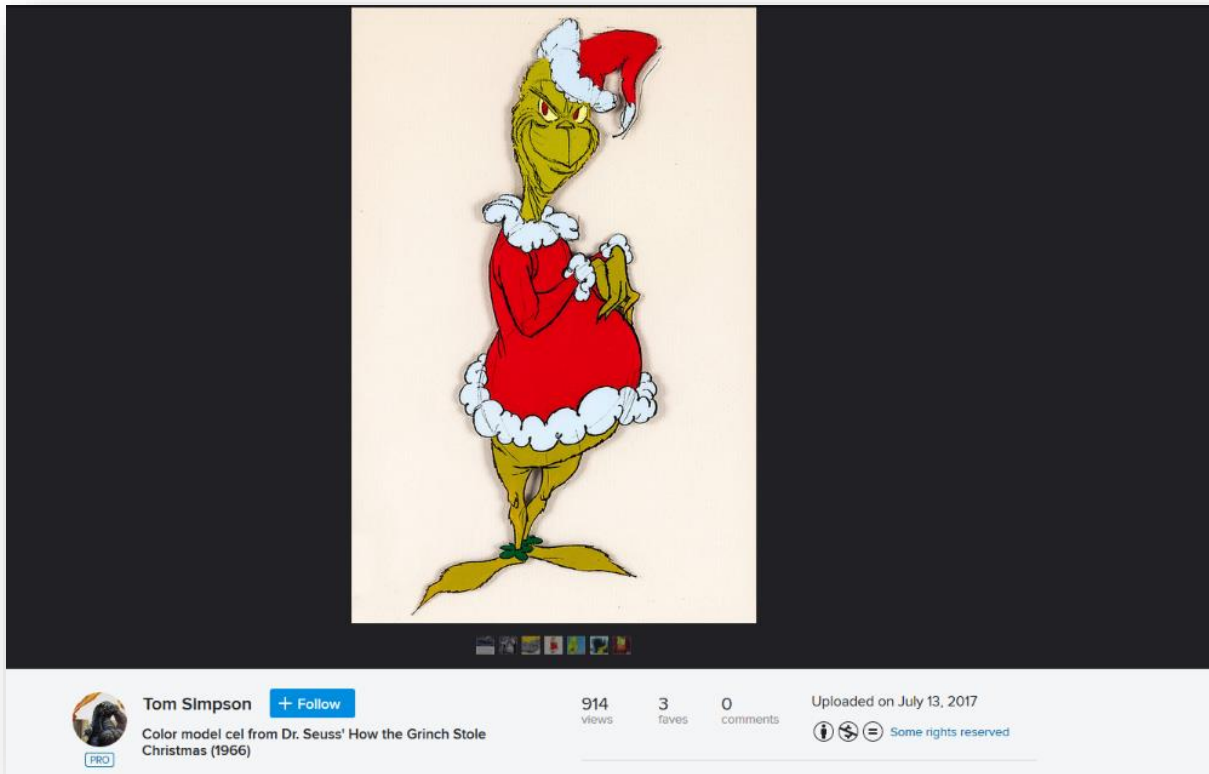 Tom Simpson
+ Follow
PRO
Color model cel from Dr. Seuss' How the Grinch Stole
Christmas (1966)
914
views
3
faves
0
comments
Uploaded on July 13, 2017
Some rights reserved